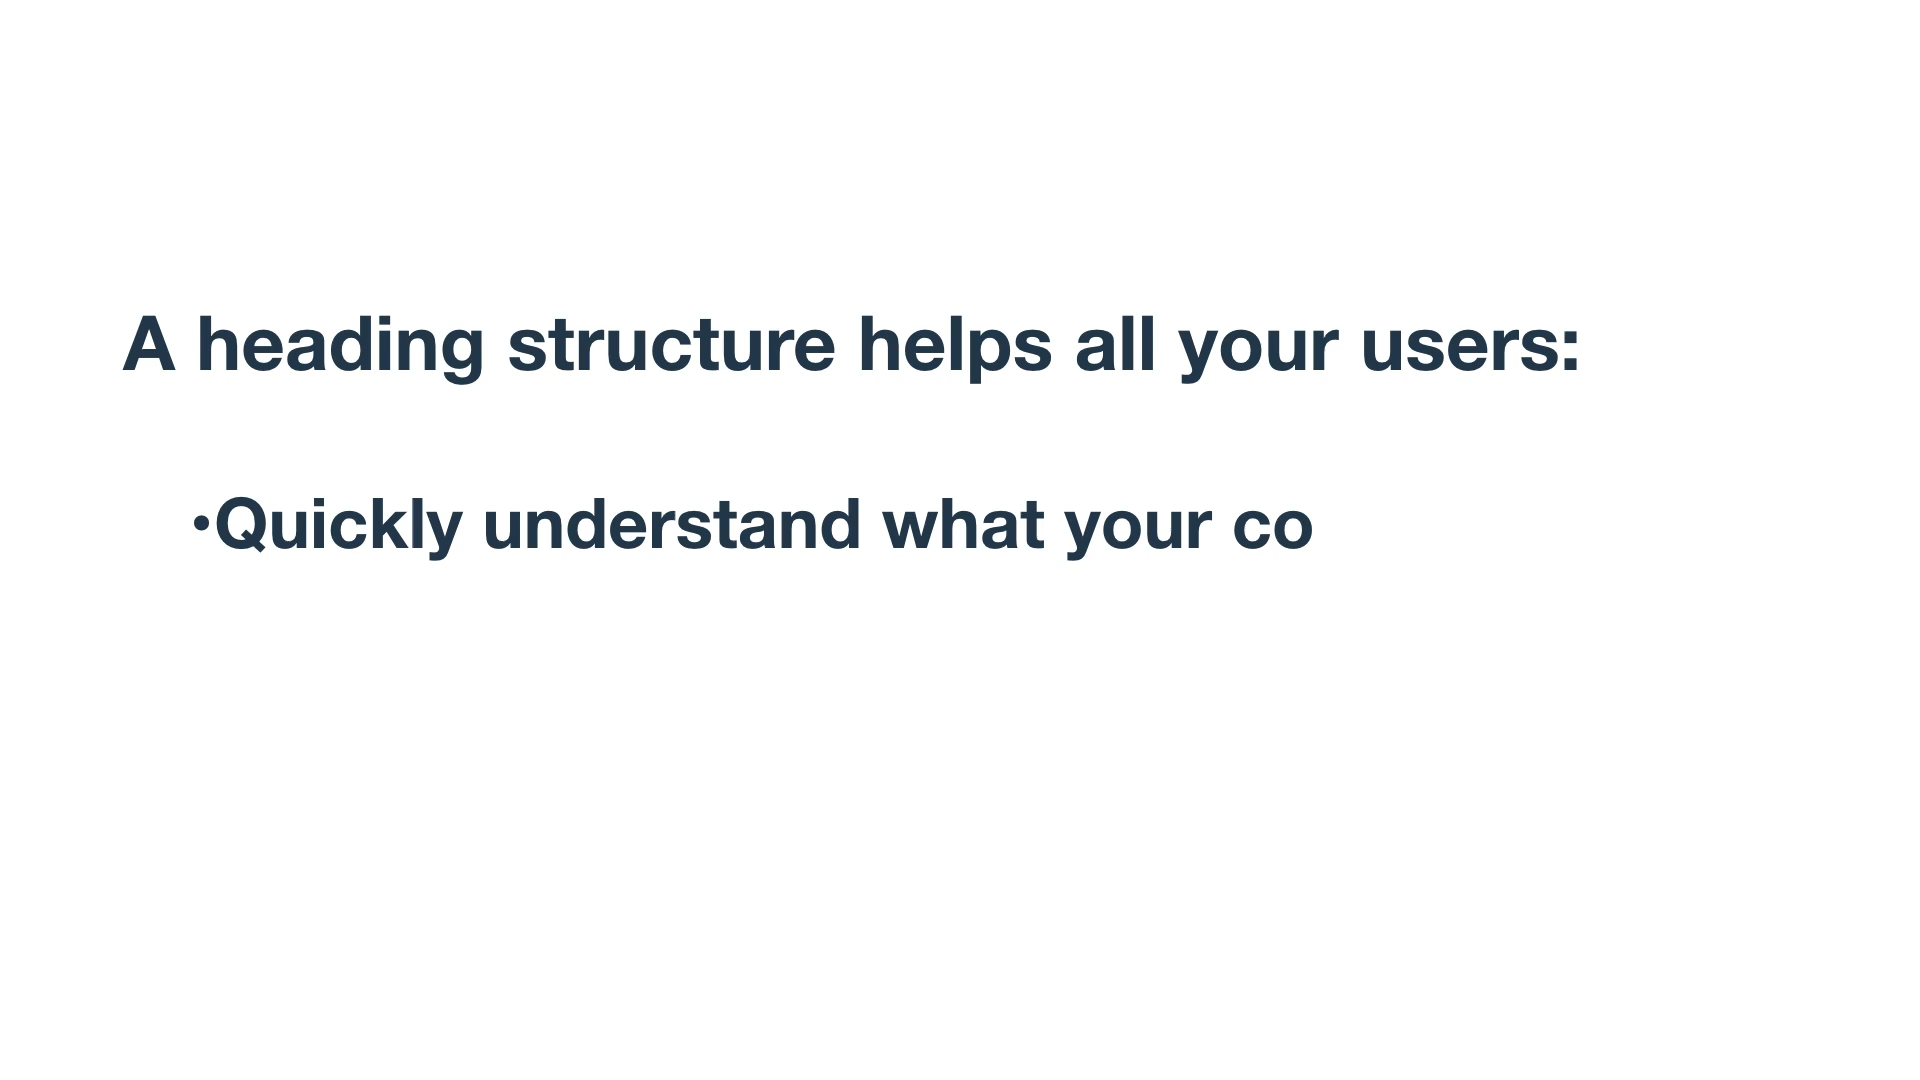 A heading structure helps all your users:
•Quickly understand what your co